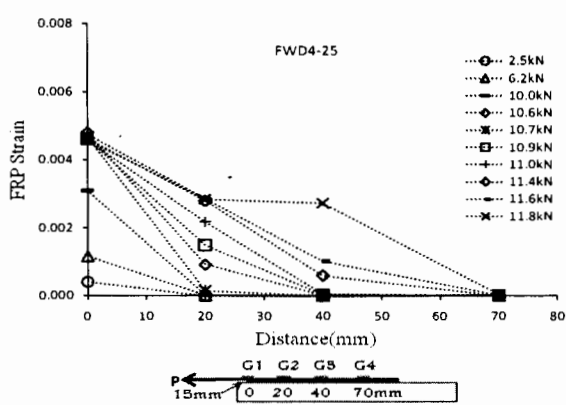 0.008
FWD4-25
2.5kN
6.2kN
10.0kN
10.6kN
10.7kN
10.9kN
11.0kN
11.4kN
11.6kN
11.8kN
0.006
0.004
0.002
0.000
FRP Strain
0 10 20 30 40 50 60 70 80
Distance(mm)
G1 G2 G3 G4
P
15mm 0 20 40 70mm